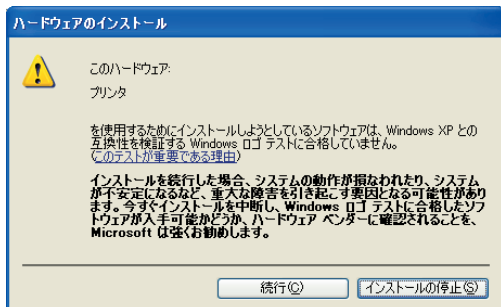 ハードウェアのインストール
このハードウェア:
プリンタ
を使用するためにインストールしようとしているソフトウェアは、Windows XP との
互換性を検証する Windows ロゴ テストに合格していません。
(このテストが重要である理由)
インストールを続行した場合、システムの動作が損なわれたり、システム
が不安定になるなど、重大な障害を引き起こす要因となる可能性があり
ます。今すぐインストールを中断し、Windows ロゴ テストに合格したソフ
トウェアが入手可能かどうか、ハードウェア ベンダーに確認されることを、
Microsoft は強くお勧めします。
続行(C) インストールの停止(S)